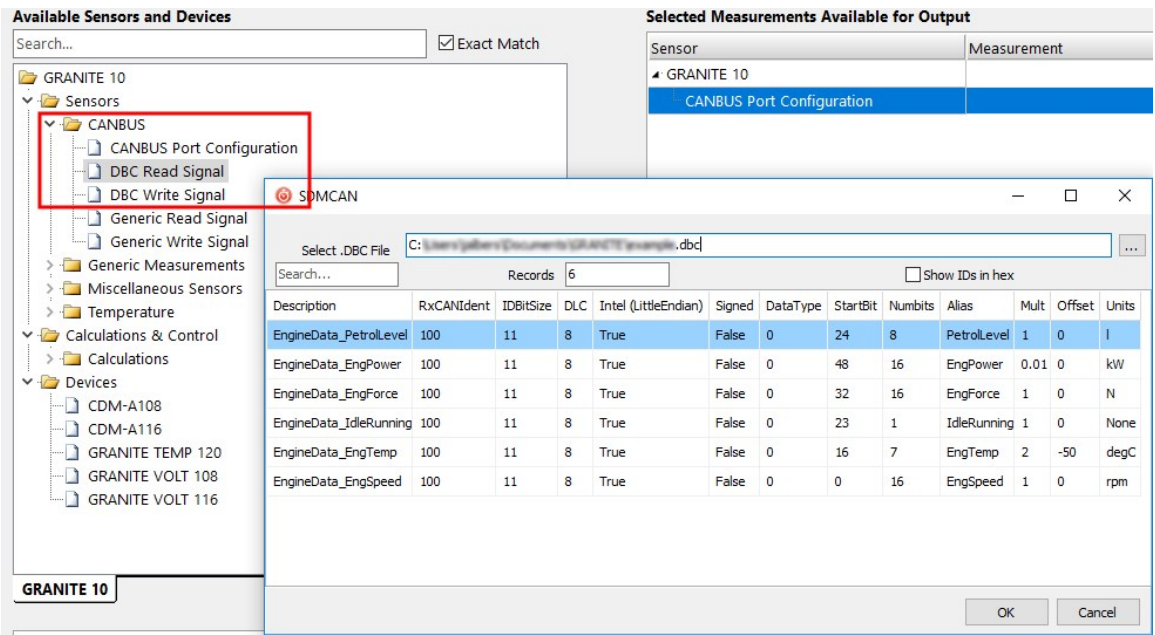 Available Sensors and Devices
Search...
Exact Match
GRANITE 10
Sensors
CANBUS
CANBUS Port Configuration
DBC Read Signal
DBC Write Signal
Generic Read Signal
Generic Write Signal
Generic Measurements
Miscellaneous Sensors
Temperature
Calculations & Control
Calculations
Devices
CDM-A108
CDM-A116
GRANITE TEMP 120
GRANITE VOLT 108
GRANITE VOLT 116
GRANITE 10
Selected Measurements Available for Output
Sensor Measurement
GRANITE 10
CANBUS Port Configuration
SDMCAN
Select .DBC File C: .dbc ...
Search... Records 6 Show IDs in hex
Description RxCANIdent IDBitSize DLC Intel (LittleEndian) Signed DataType StartBit Numbits Alias Mult Offset Units
EngineData_PetrolLevel 100 11 8 True False 0 24 8 PetrolLevel 1 0 l
EngineData_EngPower 100 11 8 True False 0 48 16 EngPower 0.01 0 kW
EngineData_EngForce 100 11 8 True False 0 32 16 EngForce 1 0 N
EngineData_IdleRunning 100 11 8 True False 0 23 1 IdleRunning 1 0 None
EngineData_EngTemp 100 11 8 True False 0 16 7 EngTemp 2 -50 degC
EngineData_EngSpeed 100 11 8 True False 0 0 16 EngSpeed 1 0 rpm
OK Cancel